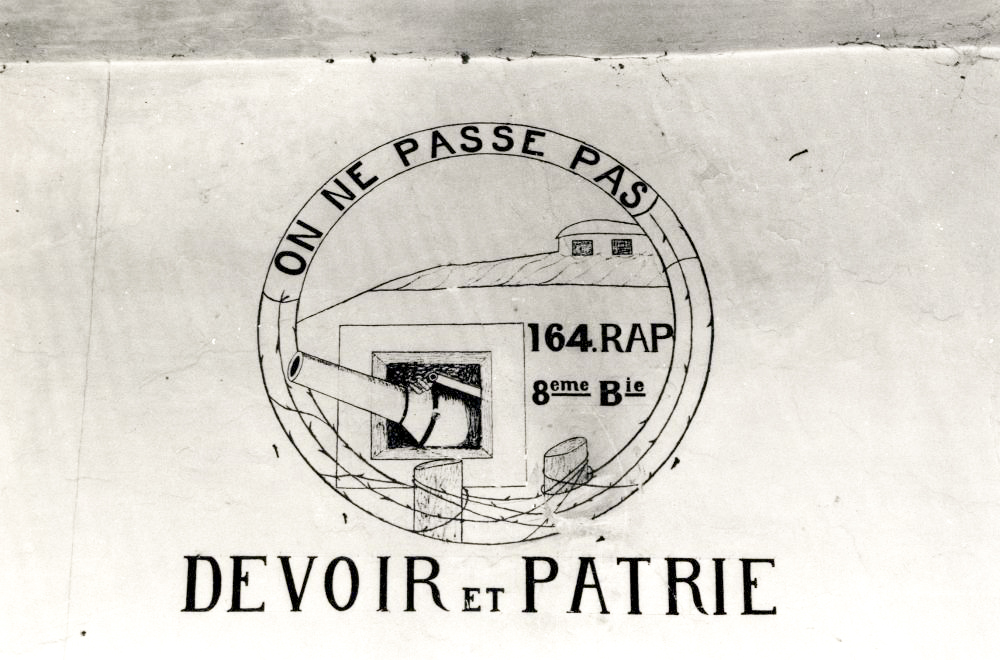 ON NE PASSE PAS
164.RAP
8eme Bie
DEVOIR ET PATRIE